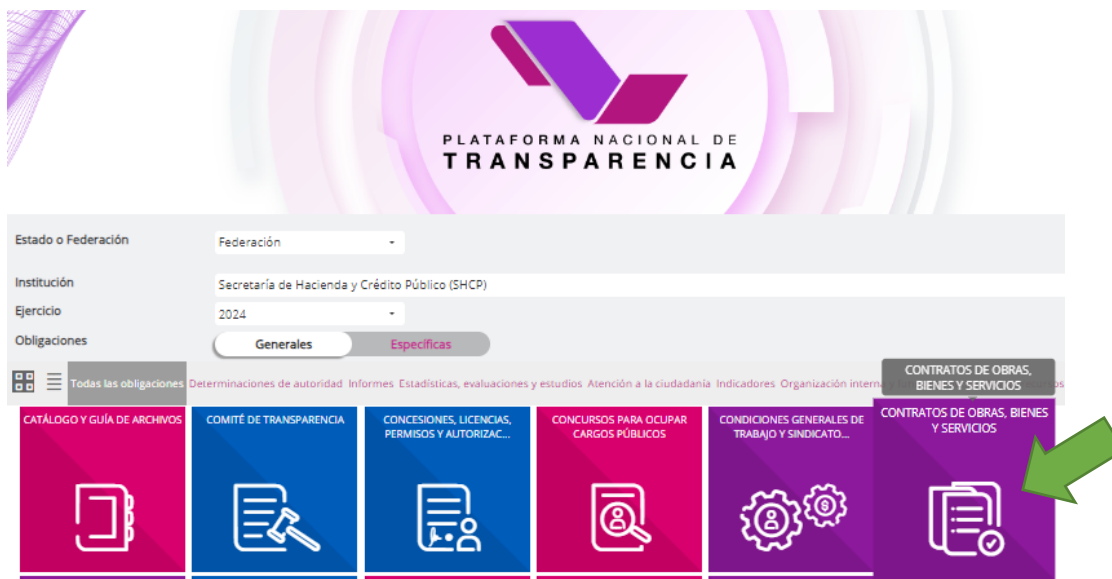 PLATAFORMA NACIONAL DE
TRANSPARENCIA
Estado o Federación
Federación
Institución
Secretaría de Hacienda y Crédito Público (SHCP)
Ejercicio
2024
Obligaciones
Generales
Específicas
CONTRATOS DE OBRAS,
BIENES Y SERVICIOS
Todas las obligaciones Determinaciones de autoridad Informes Estadísticas, evaluaciones y estudios Atención a la ciudadanía Indicadores Organización interna
CATÁLOGO Y GUÍA DE ARCHIVOS
COMITÉ DE TRANSPARENCIA
CONCESIONES, LICENCIAS,
PERMISOS Y AUTORIZAC...
CONCURSOS PARA OCUPAR
CARGOS PÚBLICOS
CONDICIONES GENERALES DE
TRABAJO Y SINDICATO...
CONTRATOS DE OBRAS, BIENES
Y SERVICIOS